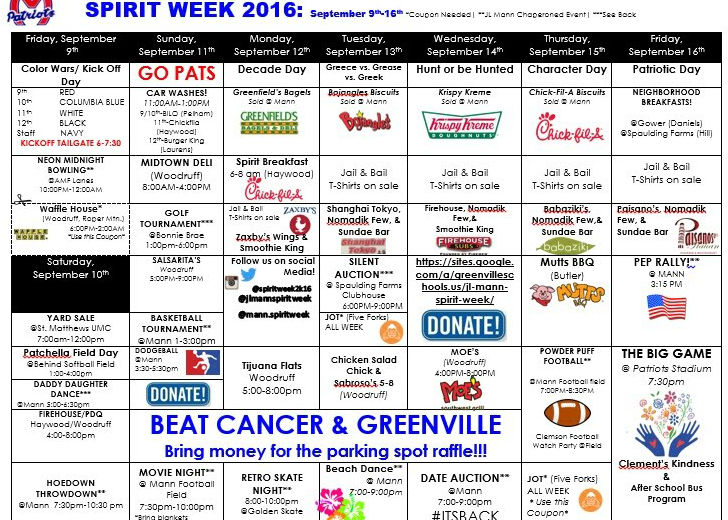 Patriots
SPIRIT WEEK 2016: September 9th-16th *Coupon Needed| **JL Mann Chaperoned Event| ***See Back
Friday, September 9th
Sunday, September 11th
Monday, September 12th
Tuesday, September 13th
Wednesday, September 14th
Thursday, September 15th
Friday, September 16th
Color Wars/ Kick Off Day
GO PATS
Decade Day
Greece vs. Grease vs. Greek
Hunt or be Hunted
Character Day
Patriotic Day
9th RED
10th COLUMBIA BLUE
11th WHITE
12th BLACK
Staff NAVY
KICKOFF TAILGATE 6-7:30
CAR WASHES!
11:00AM-1:00PM
9/10th-BILO (Pelham)
11th-Chickfila (Haywood)
12th-Burger King (Laurens)
Greenfield's Bagels
Sold @ Mann
GREENFIELD'S
BAGELS & DELI
Bojangles Biscuits
Sold @ Mann
Bojangles
Krispy Kreme
Sold @ Mann
Krispy Kreme
DOUGHNUTS
Chick-Fil-A Biscuits
Sold @ Mann
Chick-fil-A
NEIGHBORHOOD BREAKFASTS!
@Gower (Daniels)
@Spaulding Farms (Hill)
NEON MIDNIGHT BOWLING**
@AMF Lanes
10:00PM-12:00AM
MIDTOWN DELI
(Woodruff)
8:00AM-4:00PM
Spirit Breakfast
6-8 am (Haywood)
Chick-fil-A
Jail & Bail
T-Shirts on sale
Jail & Bail
T-Shirts on sale
Jail & Bail
T-Shirts on sale
Jail & Bail
T-Shirts on sale
Waffle House*
(Woodruff, Roper Mtn.)
6:00PM-2:00AM
*Use this Coupon*
WAFFLE HOUSE
GOLF TOURNAMENT***
@Bonnie Brae
1:00pm-6:00pm
Jail & Bail
T-Shirts on sale
ZAXBY'S
Zaxby's Wings & Smoothie King
Shanghai Tokyo, Nomadik Few, & Sundae Bar
Shanghai Tokyo
Firehouse, Nomadik Few,& Smoothie King
FIREHOUSE
SUBS
Babaziki's, Nomadik Few,& Sundae Bar
babaziki
Paisano's, Nomadik Few, & Sundae Bar
Paisanos
Saturday, September 10th
SALSARITA'S
Woodruff
5:00PM-9:00PM
Follow us on Social Media!
@spiritweek2k16
@jlmannspiritweek
@mann.spiritweek
SILENT AUCTION***
@ Spaulding Farms Clubhouse
6:00PM-9:00PM
JOT* (Five Forks)
ALL WEEK
https://sites.google.com/a/greenvilleschools.us/jl-mann-spirit-week/
DONATE!
Mutts BBQ
(Butler)
MUTTS
PEP RALLY!**
@ MANN
3:15 PM
YARD SALE
@St. Matthews UMC
7:00am-12:00pm
BASKETBALL TOURNAMENT**
@Mann 1-3:00pm
Patchella Field Day
@Behind Softball Field
1:00-4:00pm
DODGEBALL
@Mann
3:30-5:30pm
Tijuana Flats
Woodruff
5:00-8:00pm
Chicken Salad Chick & Sabroso's 5-8
(Woodruff)
MOE'S
(Woodruff)
4:00PM-8:00PM
MOE'S
southwest grill
POWDER PUFF FOOTBALL**
@Mann Football field
7:00PM-8:30PM
Clemson Football Watch Party @Field
THE BIG GAME
@ Patriots Stadium
7:30pm
Clement's Kindness
&
After School Bus Program
DADDY DAUGHTER DANCE***
@Mann 5:00-6:30pm
DONATE!
FIREHOUSE/PDQ
Haywood/Woodruff
4:00-8:00pm
BEAT CANCER & GREENVILLE
Bring money for the parking spot raffle!!!
HOEDOWN THROWDOWN**
@Mann 7:30pm-10:30 pm
MOVIE NIGHT**
@ Mann Football Field
7:30pm-10:00pm
*Bring blankets
RETRO SKATE NIGHT**
8:00-10:00pm
@Golden Skate
Beach Dance**
@ Mann
7:00-9:00pm
DATE AUCTION**
@Mann
7:00-9:00pm
#ITSBACK
JOT* (Five Forks)
ALL WEEK
* Use this Coupon*